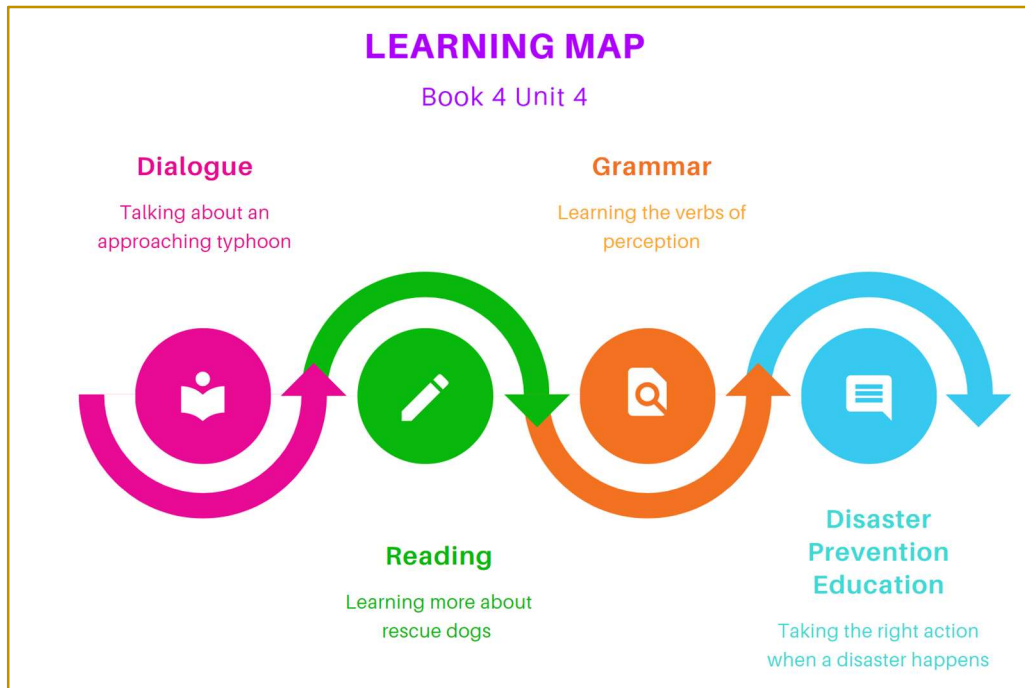 LEARNING MAP
Book 4 Unit 4
Dialogue
Talking about an
approaching typhoon
Reading
Learning more about
rescue dogs
Grammar
Learning the verbs of
perception
Disaster
Prevention
Education
Taking the right action
when a disaster happens